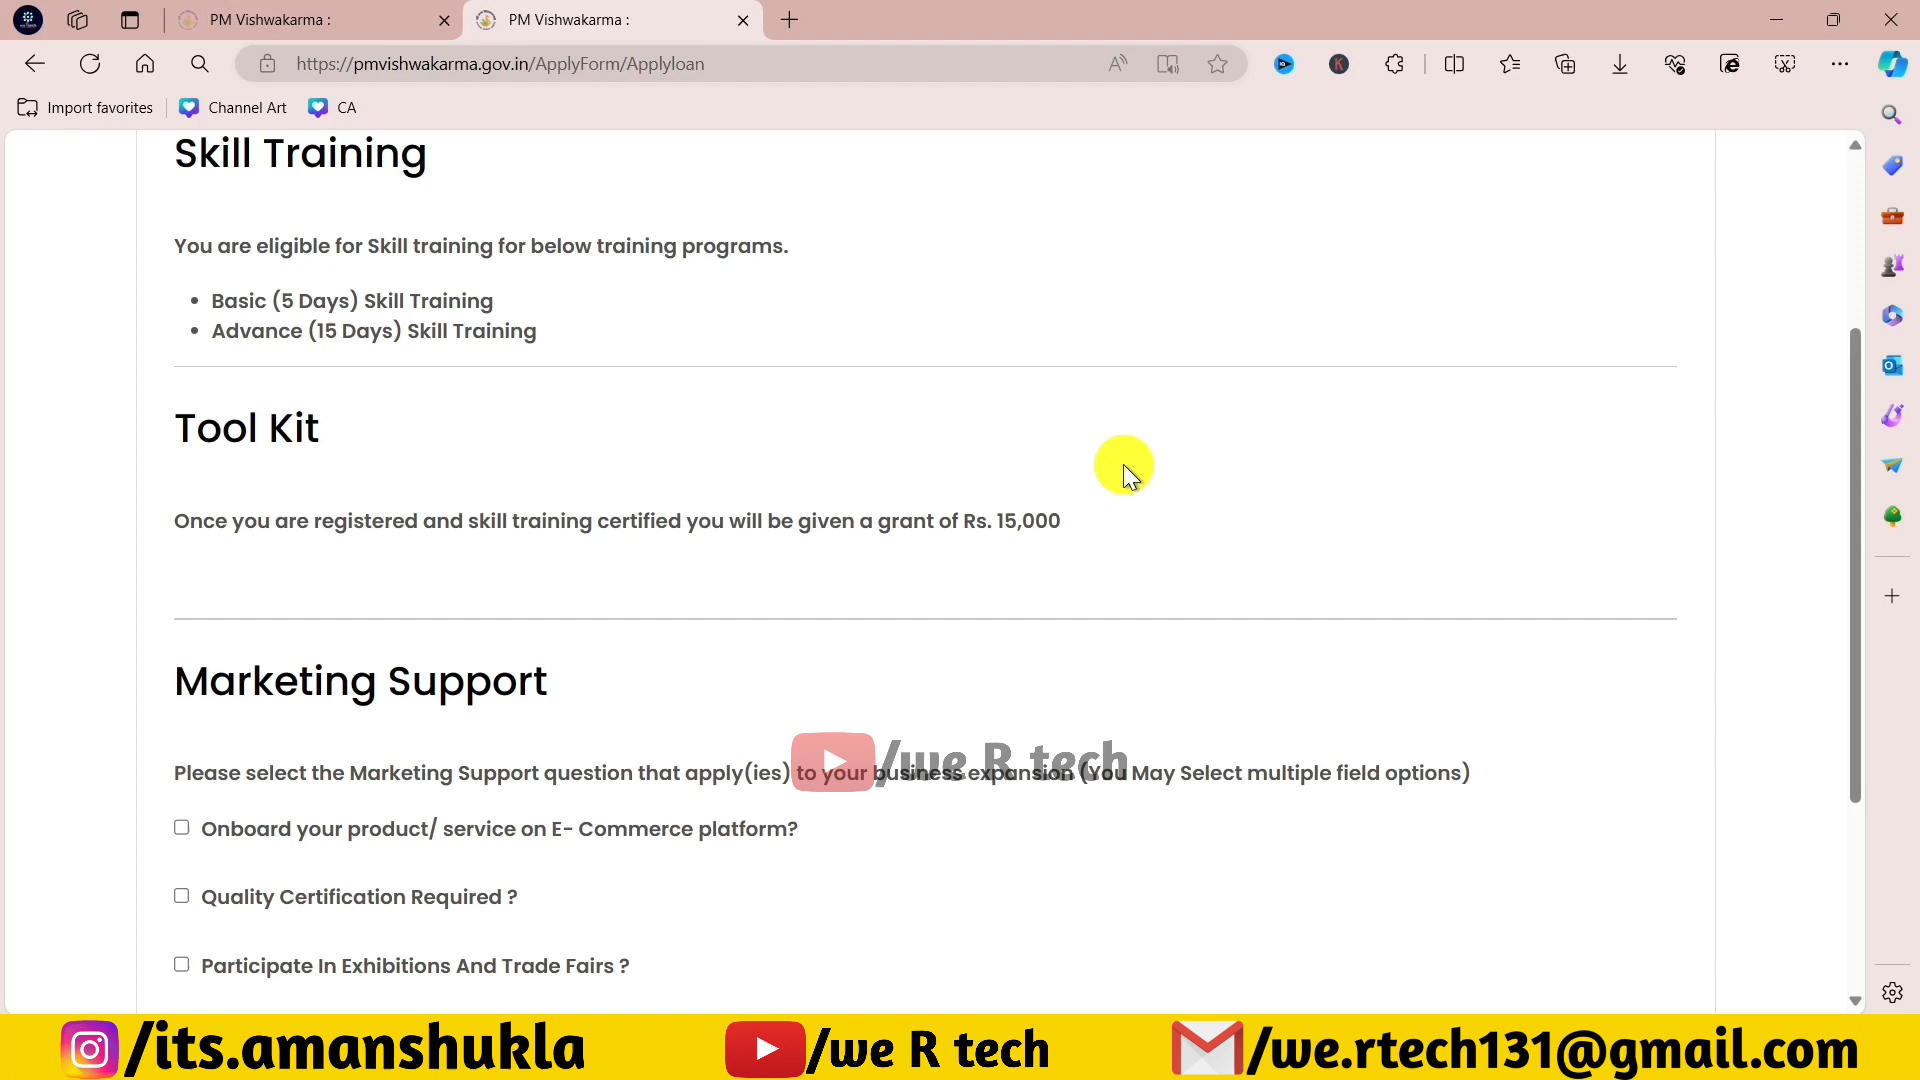 PM Vishwakarma :
PM Vishwakarma :
https://pmvishwakarma.gov.in/ApplyForm/Applyloan
Import favorites
Channel Art
CA
Skill Training
You are eligible for Skill training for below training programs.
• Basic (5 Days) Skill Training
• Advance (15 Days) Skill Training
Tool Kit
Once you are registered and skill training certified you will be given a grant of Rs. 15,000
Marketing Support
/we R tech
Please select the Marketing Support question that apply(ies) to your business expansion (You May Select multiple field options)
Onboard your product/ service on E- Commerce platform?
Quality Certification Required ?
Participate In Exhibitions And Trade Fairs ?
/its.amanshukla
/we R tech
/we.rtech131@gmail.com